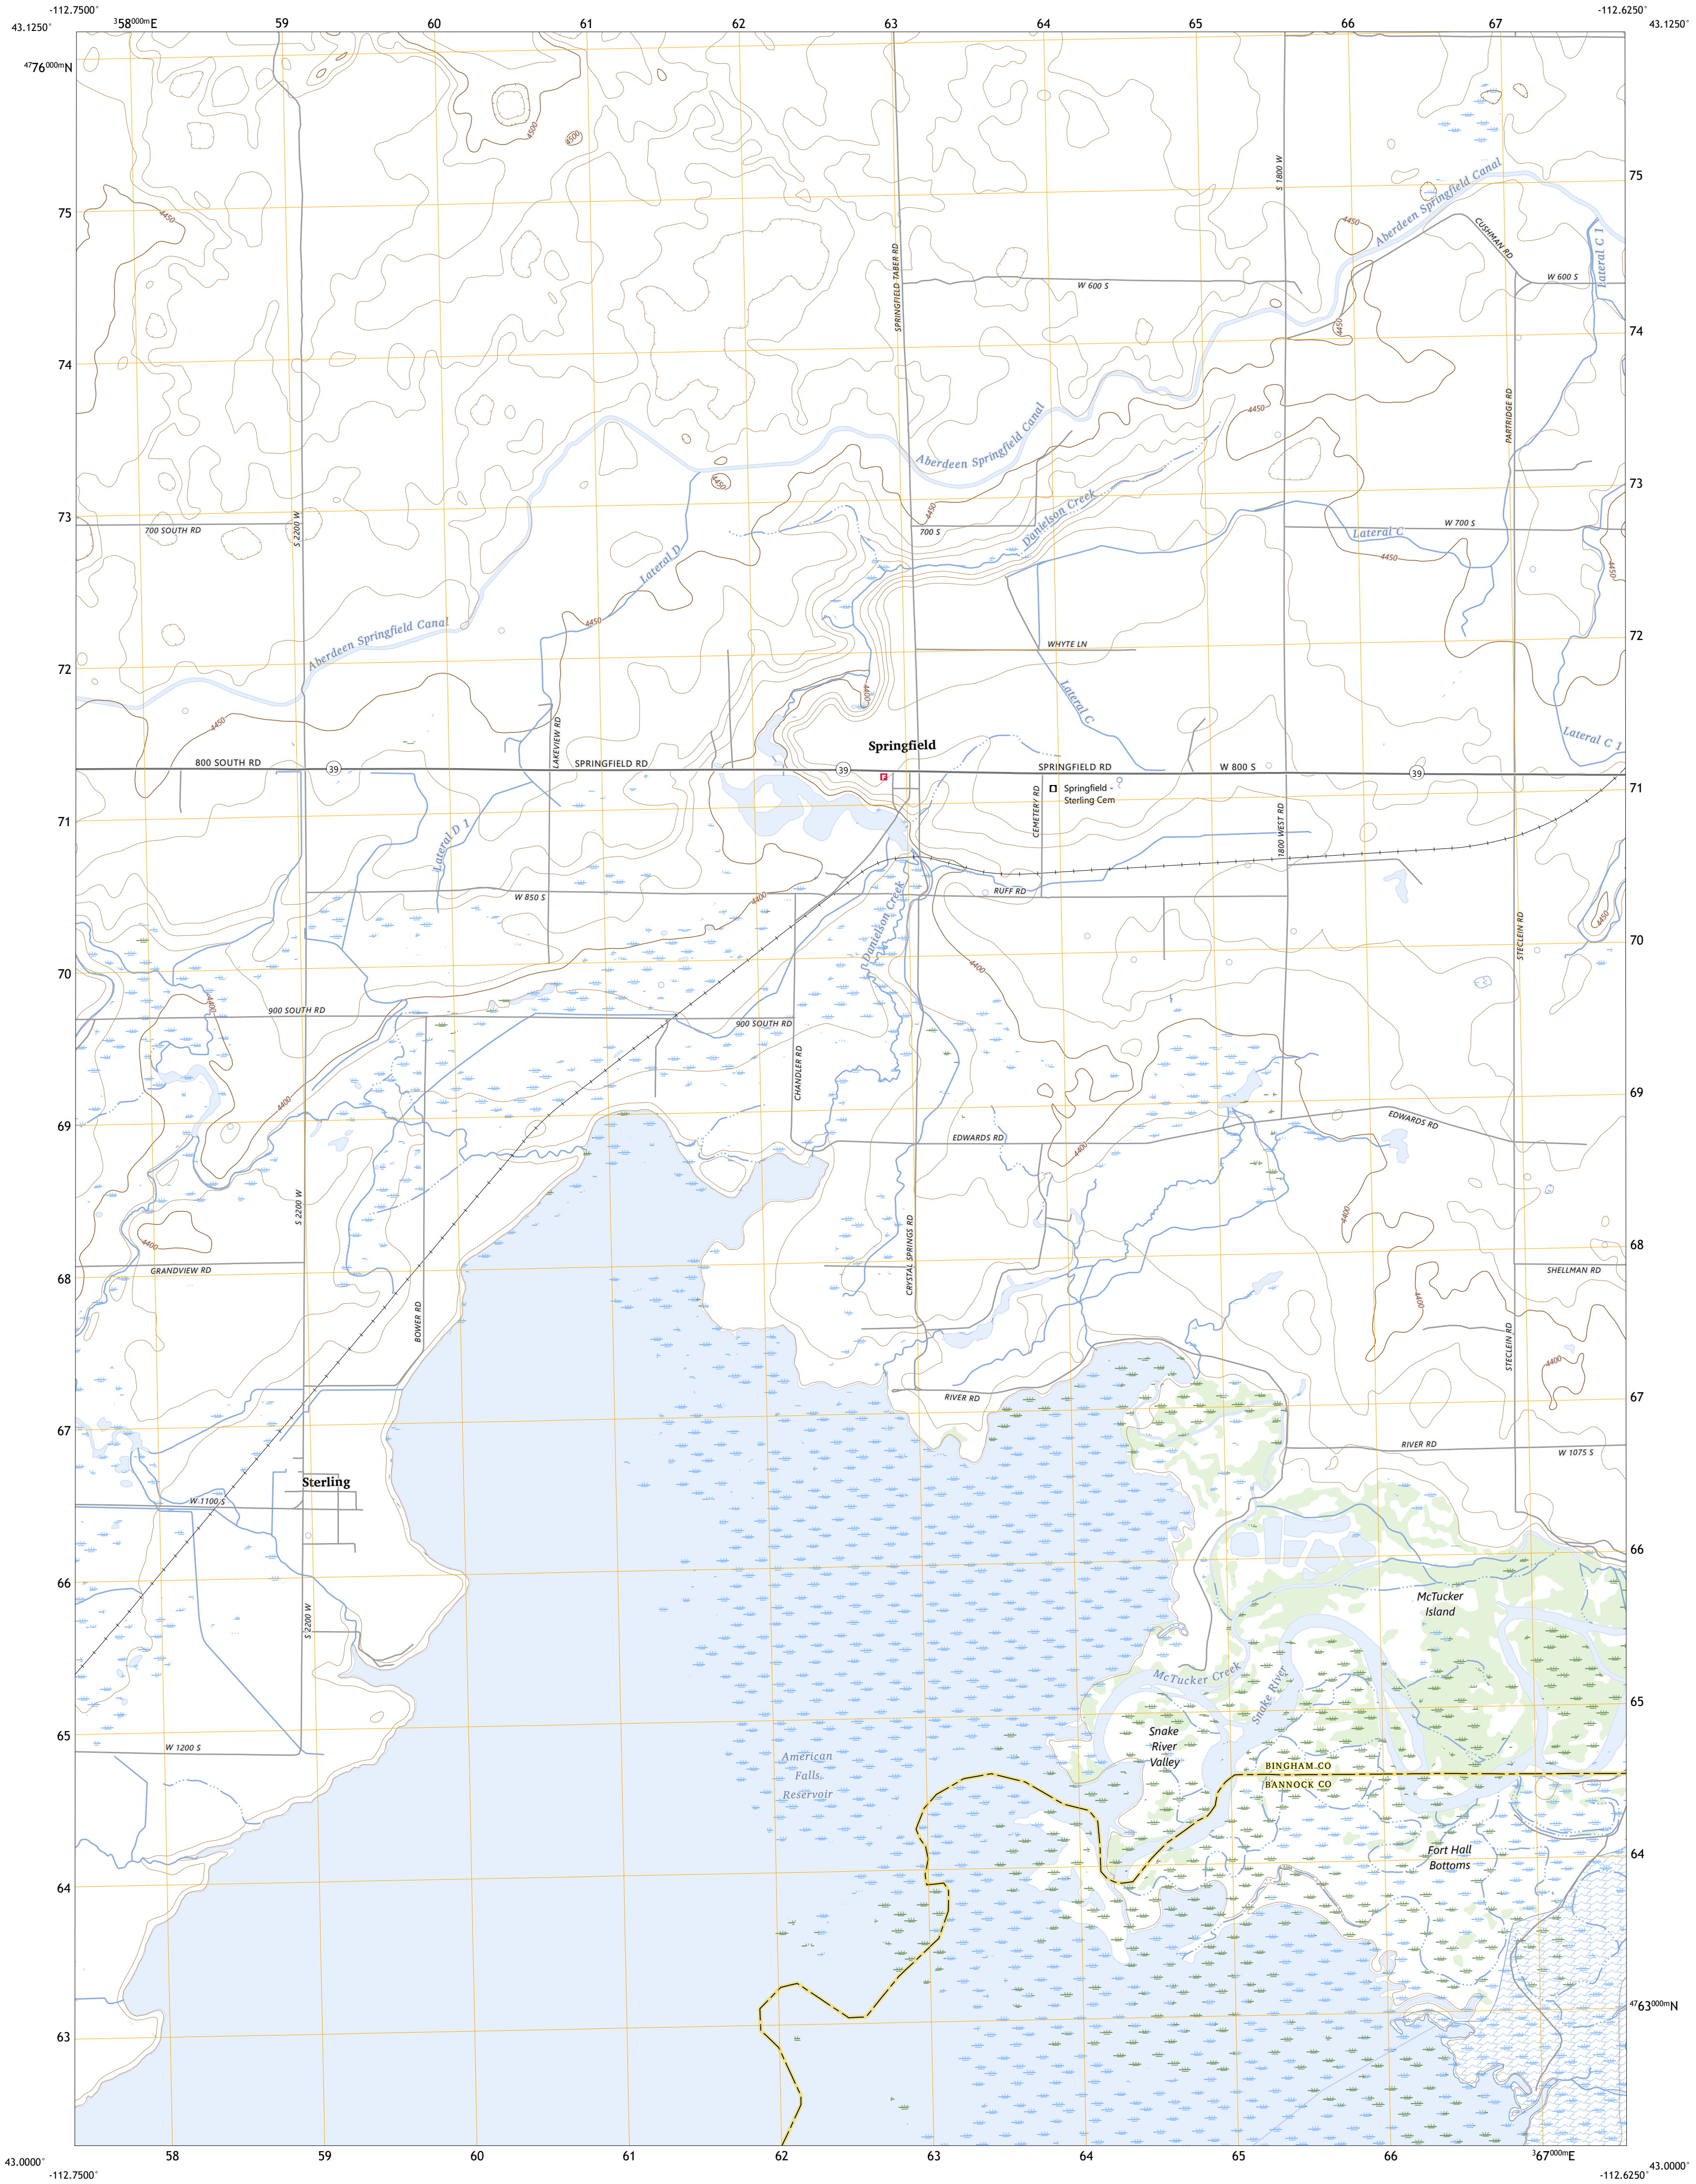 -112.7500°
-112.6250°
43.1250°
358000mE
59
60
61
62
63
64
65
66
67
43.1250°
4776000mN
4500
4500
S 1800 W
Aberdeen Springfield Canal
75
75
4450
4450
CUSHMAN RD
Lateral C 1
SPRINGFIELD TABER RD
W 600 S
W 600 S
4450
74
74
PARTRIDGE RD
4450
Aberdeen Springfield Canal
4450
73
73
4450
Danielson Creek
700 SOUTH RD
S 2200 W
700 S
W 700 S
Lateral C
Lateral D
4450
4450
Aberdeen Springfield Canal
4450
72
72
WHYTE LN
4400
Lateral C
4450
LAKEVIEW RD
Springfield
Lateral C 1
800 SOUTH RD
39
SPRINGFIELD RD
39
SPRINGFIELD RD
W 800 S
39
F
Springfield -
Sterling Cem
71
71
CEMETERY RD
1800 WEST RD
Lateral D 1
W 850 S
4400
RUFF RD
Danielson Creek
4450
STECLEIN RD
70
70
4400
4400
900 SOUTH RD
900 SOUTH RD
CHANDLER RD
4400
69
69
EDWARDS RD
EDWARDS RD
4400
S 2200 W
4400
4400
CRYSTAL SPRINGS RD
68
68
GRANDVIEW RD
SHELLMAN RD
4400
BOWER RD
STECLEIN RD
4400
67
67
RIVER RD
RIVER RD
W 1075 S
Sterling
W 1100 S
66
66
McTucker
Island
S 2200 W
McTucker Creek
Snake River
65
65
Snake
River
Valley
W 1200 S
American
Falls
Reservoir
BINGHAM CO
BANNOCK CO
Fort Hall
Bottoms
64
64
4763000mN
63
43.0000°
58
59
60
61
62
63
64
65
66
367000mE
43.0000°
-112.7500°
-112.6250°